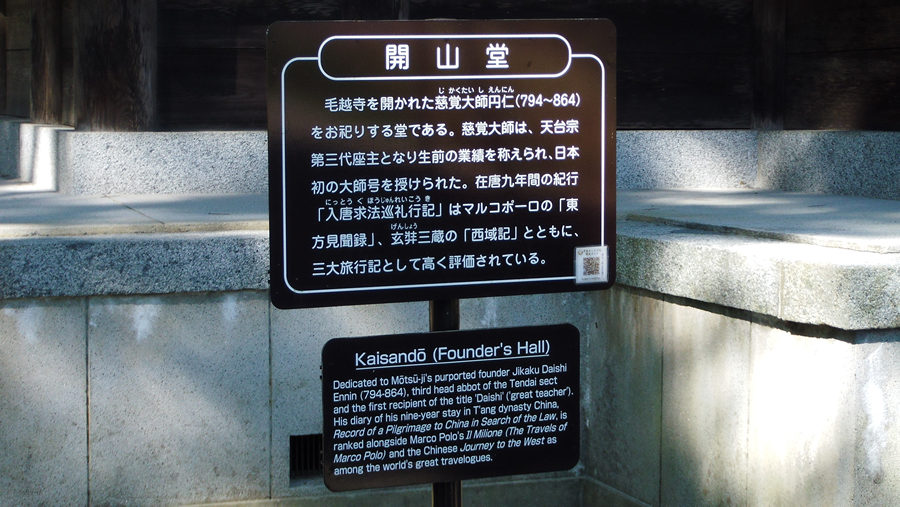 開山堂
じかくたいし えんにん
毛越寺を開かれた慈覚大師円仁(794~864)
をお祀りする堂である。慈覚大師は、天台宗
第三代座主となり生前の業績を称えられ、日本
初の大師号を授けられた。在唐九年間の紀行
にっとうくほうじゅんれいこうき
「入唐求法巡礼行記」はマルコポーロの「東
げんじょう
方見聞録」、玄奘三蔵の「西域記」とともに、
三大旅行記として高く評価されている。
Kaisandō (Founder's Hall)
Dedicated to Mōtsū-ji's purported founder Jikaku Daishi
Ennin (794-864), third head abbot of the Tendai sect
and the first recipient of the title 'Daishi' ('great teacher').
His diary of his nine-year stay in T'ang dynasty China,
Record of a Pilgrimage to China in Search of the Law, is
ranked alongside Marco Polo's Il Milione (The Travels of
Marco Polo) and the Chinese Journey to the West as
among the world's great travelogues.